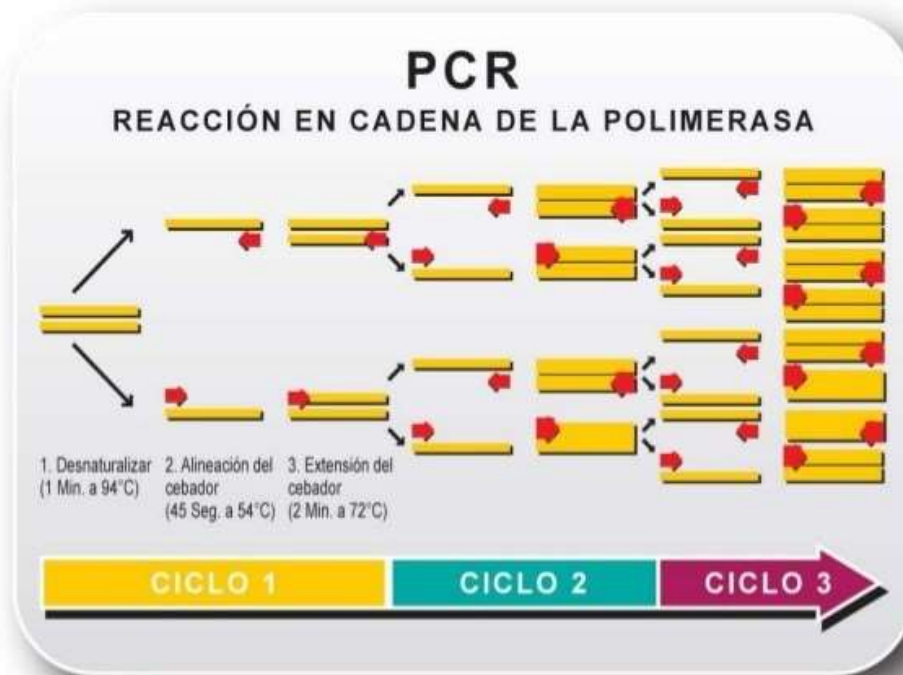 PCR
REACCIÓN EN CADENA DE LA POLIMERASA
1. Desnaturalizar
(1 Min. a 94°C)
2. Alineación del
cebador
(45 Seg. a 54°C)
3. Extensión del
cebador
(2 Min. a 72°C)
CICLO 1
CICLO 2
CICLO 3